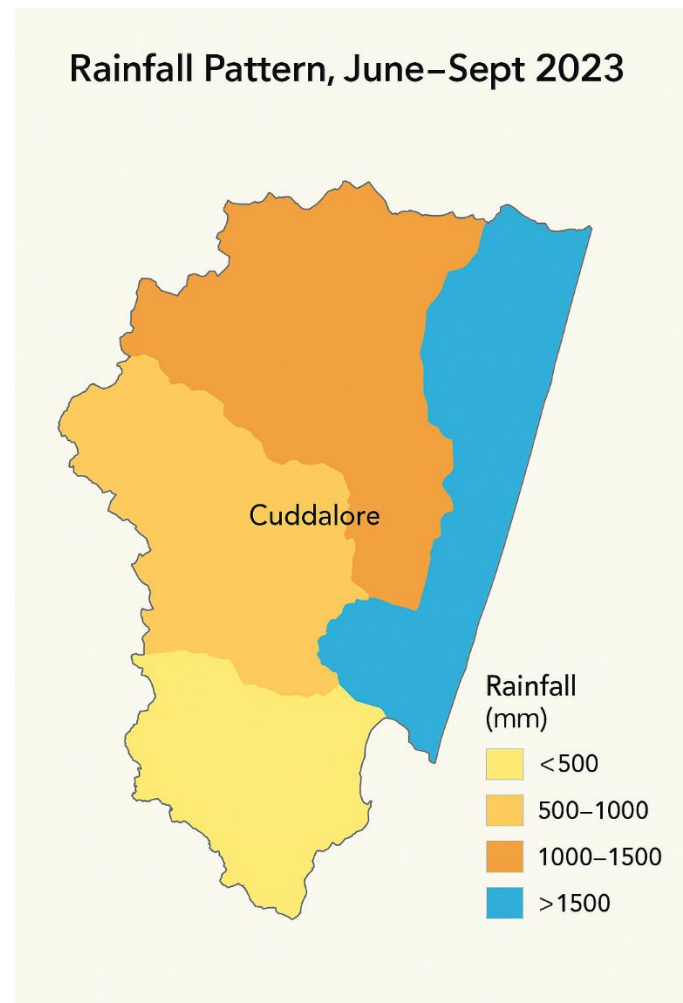 Rainfall Pattern, June–Sept 2023
Cuddalore
Rainfall
(mm)
<500
500–1000
1000–1500
>1500